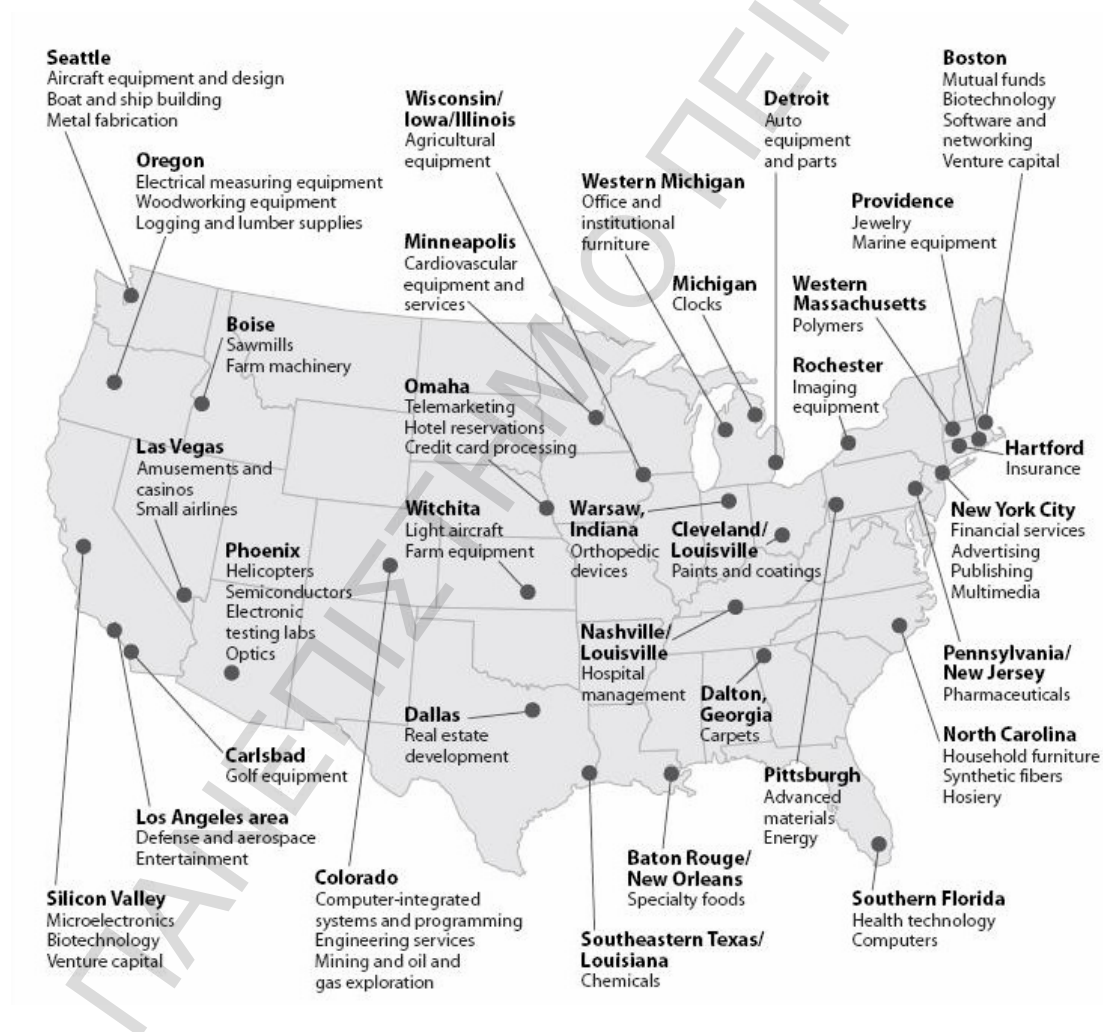 Seattle
Aircraft equipment and design
Boat and ship building
Metal fabrication
Oregon
Electrical measuring equipment
Woodworking equipment
Logging and lumber supplies
Wisconsin/
Iowa/Illinois
Agricultural
equipment
Minneapolis
Cardiovascular
equipment and
services
Western Michigan
Office and
institutional
furniture
Michigan
Clocks
Detroit
Auto
equipment
and parts
Boston
Mutual funds
Biotechnology
Software and
networking
Venture capital
Providence
Jewelry
Marine equipment
Western
Massachusetts
Polymers
Rochester
Imaging
equipment
Boise
Sawmills
Farm machinery
Omaha
Telemarketing
Hotel reservations
Credit card processing
Las Vegas
Amusements and
casinos
Small airlines
Witchita
Light aircraft
Farm equipment
Warsaw,
Indiana
Orthopedic
devices
Cleveland/
Louisville
Paints and coatings
Hartford
Insurance
New York City
Financial services
Advertising
Publishing
Multimedia
Phoenix
Helicopters
Semiconductors
Electronic
testing labs
Optics
Nashville/
Louisville
Hospital
management
Dalton,
Georgia
Carpets
Pennsylvania/
New Jersey
Pharmaceuticals
Dallas
Real estate
development
North Carolina
Household furniture
Synthetic fibers
Hosiery
Carlsbad
Golf equipment
Pittsburgh
Advanced
materials
Energy
Los Angeles area
Defense and aerospace
Entertainment
Silicon Valley
Microelectronics
Biotechnology
Venture capital
Colorado
Computer-integrated
systems and programming
Engineering services
Mining and oil and
gas exploration
Baton Rouge/
New Orleans
Specialty foods
Southeastern Texas/
Louisiana
Chemicals
Southern Florida
Health technology
Computers
ΠΑΝΕΠΙΣΤΗΜΙΟ ΠΕΙΡ